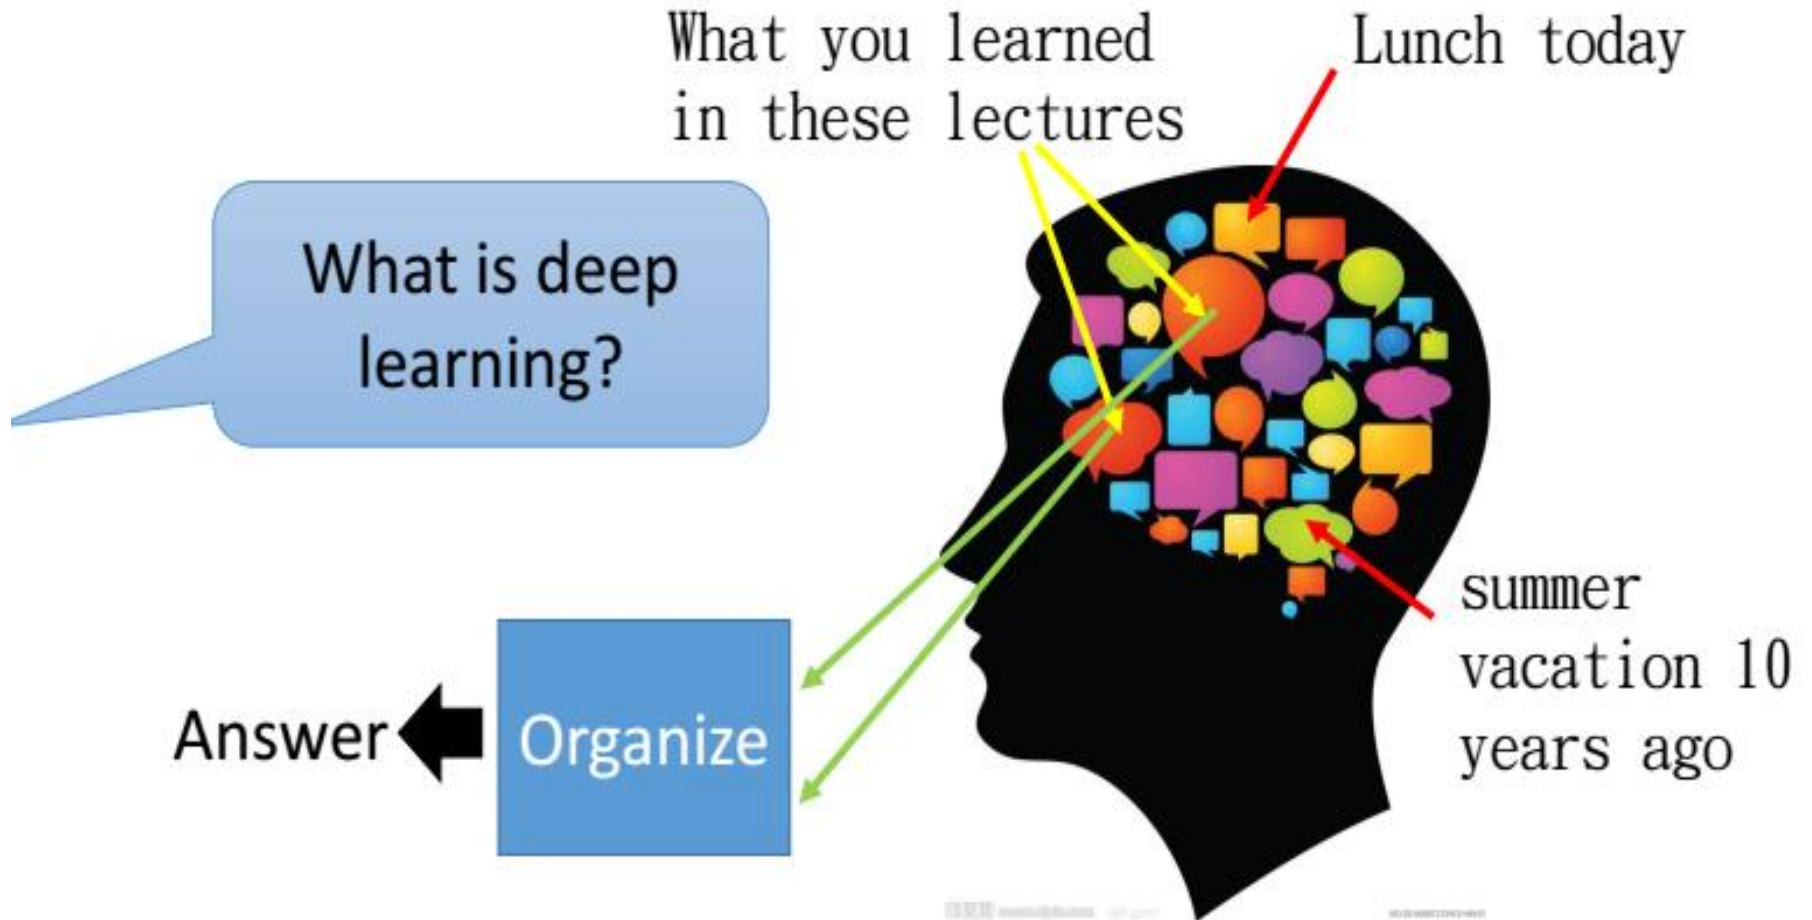 What you learned
in these lectures
Lunch today
What is deep
learning?
summer
vacation 10
years ago
Organize
Answer